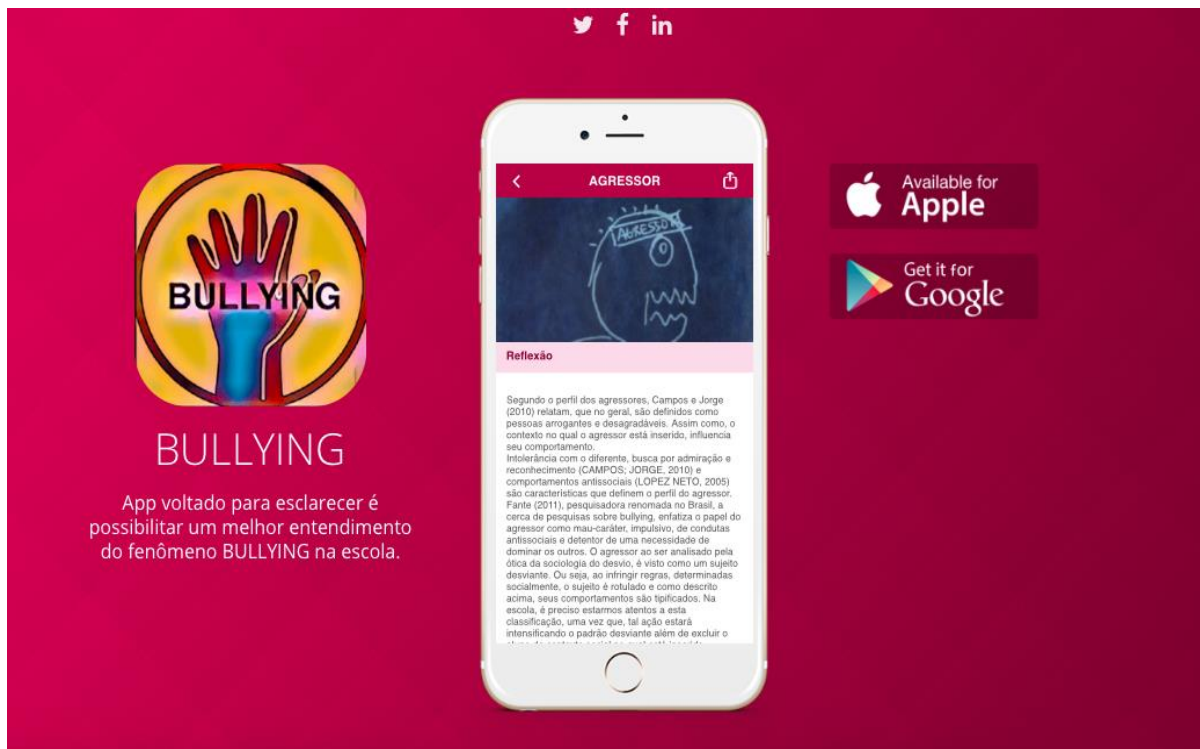 BULLYING
BULLYING
App voltado para esclarecer é
possibilitar um melhor entendimento
do fenômeno BULLYING na escola.
AGRESSOR
AGRESSOR
Reflexão
Segundo o perfil dos agressores, Campos e Jorge
(2010) relatam, que no geral, são definidos como
pessoas arrogantes e desagradáveis. Assim como, o
contexto no qual o agressor está inserido, influencia
seu comportamento.
Intolerância com o diferente, busca por admiração e
reconhecimento (CAMPOS; JORGE, 2010) e
comportamentos antissociais (LOPEZ NETO, 2005)
são características que definem o perfil do agressor.
Fante (2011), pesquisadora renomada no Brasil, a
cerca de pesquisas sobre bullying, enfatiza o papel do
agressor como mau-caráter, impulsivo, de condutas
antissociais e detentor de uma necessidade de
dominar os outros. O agressor ao ser analisado pela
ótica da sociologia do desvio, é visto como um sujeito
desviante. Ou seja, ao infringir regras, determinadas
socialmente, o sujeito é rotulado e como descrito
acima, seus comportamentos são tipificados. Na
escola, é preciso estarmos atentos a esta
classificação, uma vez que, tal ação estará
intensificando o padrão desviante além de excluir o
Available for
Apple
Get it for
Google